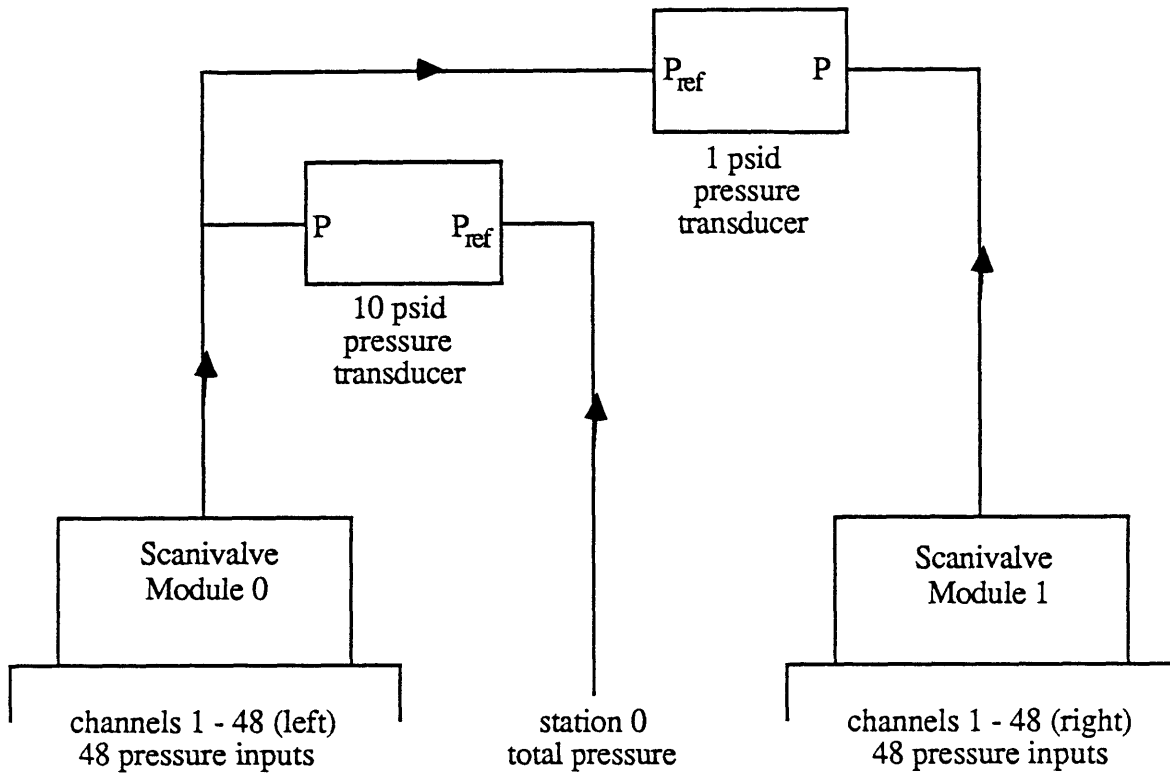 P_ref P
1 psid
pressure
transducer
P P_ref
10 psid
pressure
transducer
Scanivalve
Module 0
Scanivalve
Module 1
channels 1 - 48 (left)
48 pressure inputs
station 0
total pressure
channels 1 - 48 (right)
48 pressure inputs